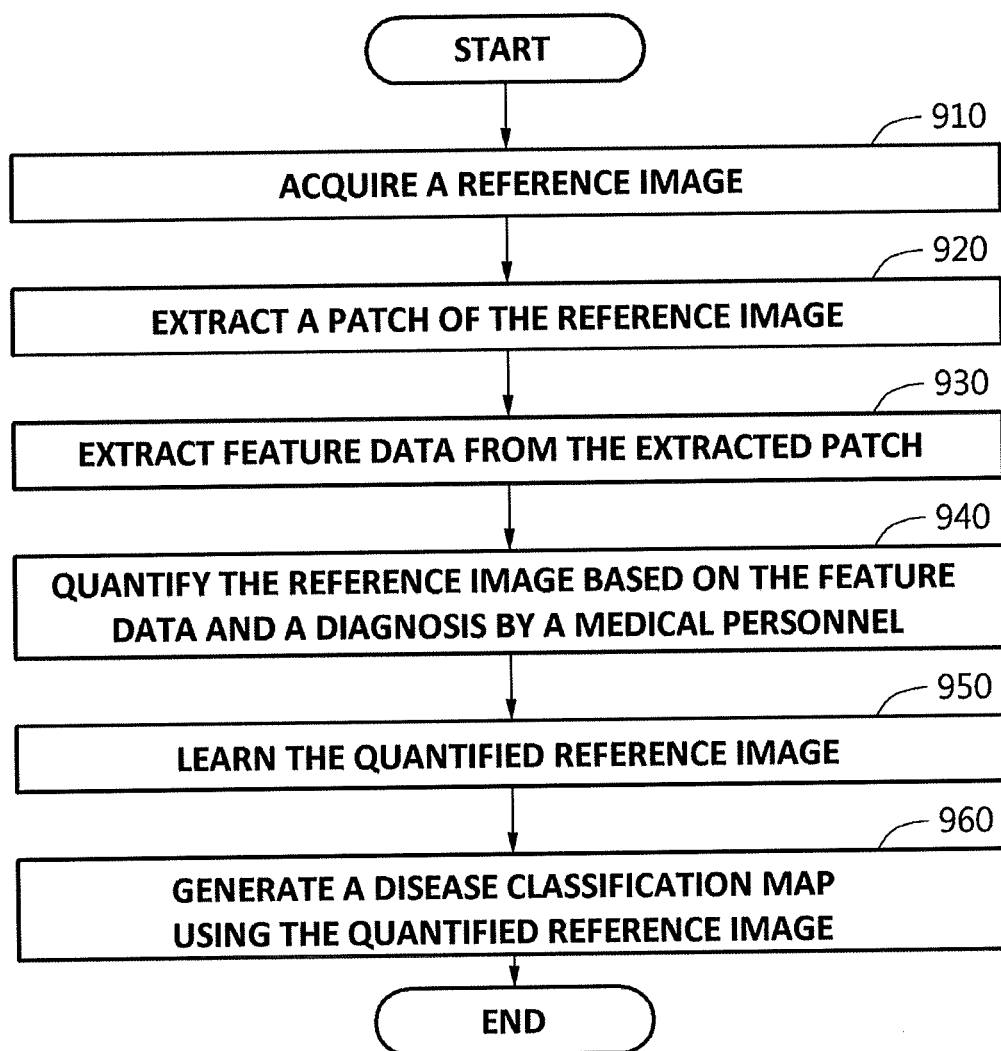 START
910
ACQUIRE A REFERENCE IMAGE
920
EXTRACT A PATCH OF THE REFERENCE IMAGE
930
EXTRACT FEATURE DATA FROM THE EXTRACTED PATCH
940
QUANTIFY THE REFERENCE IMAGE BASED ON THE FEATURE
DATA AND A DIAGNOSIS BY A MEDICAL PERSONNEL
950
LEARN THE QUANTIFIED REFERENCE IMAGE
960
GENERATE A DISEASE CLASSIFICATION MAP
USING THE QUANTIFIED REFERENCE IMAGE
END